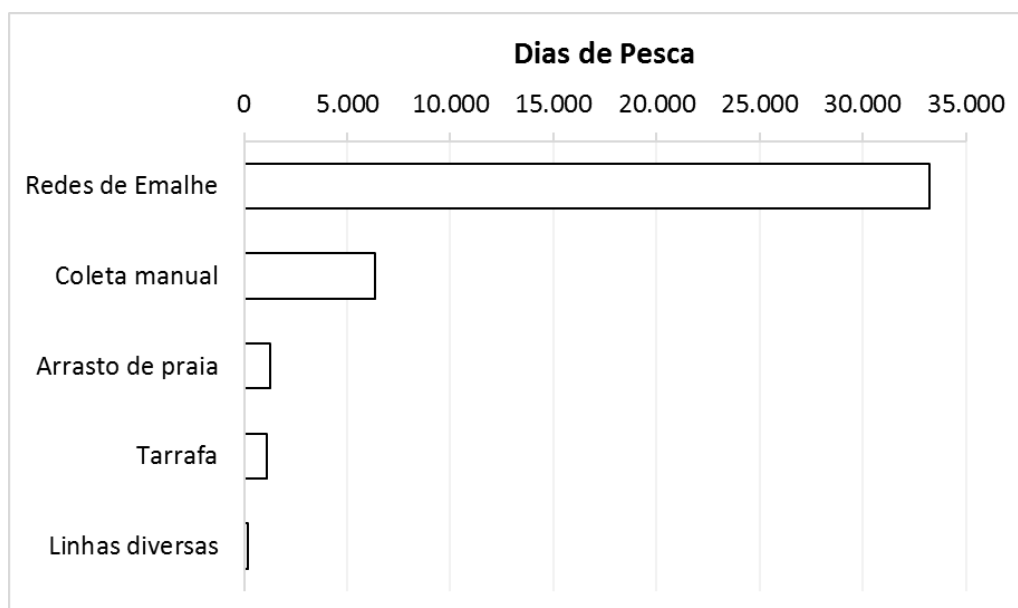 Dias de Pesca
0 5.000 10.000 15.000 20.000 25.000 30.000 35.000
Redes de Emalhe
Coleta manual
Arrasto de praia
Tarrafa
Linhas diversas